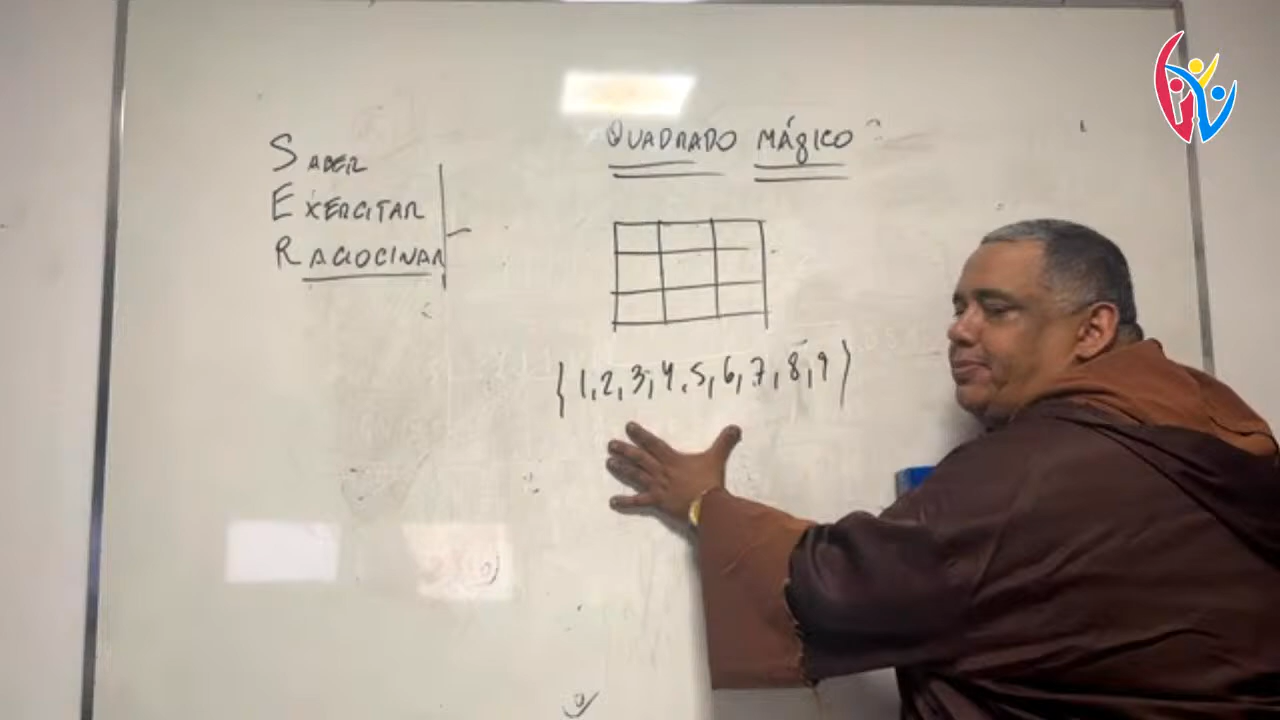 SABER
EXERCITAR
RACIOCINAR
QUADRADO MÁGICO
{1,2,3,4,5,6,7,8,9}